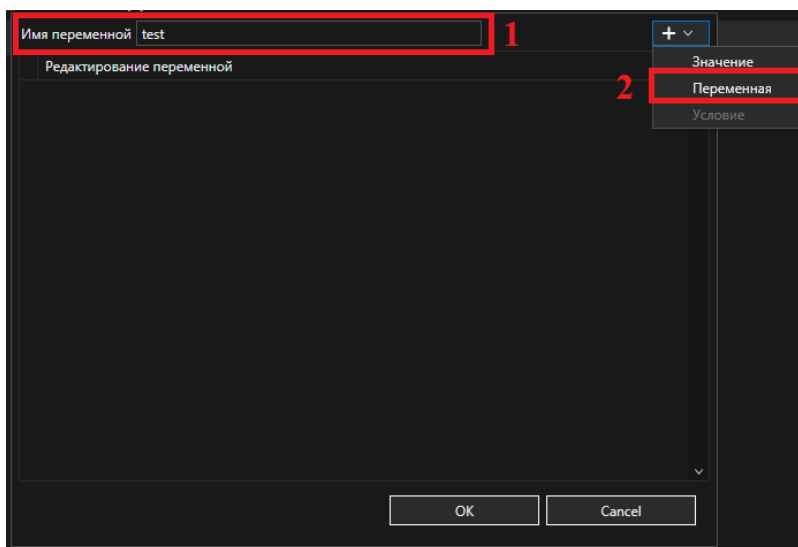 Имя переменной test 1
Значение
Редактирование переменной
2 Переменная
Условие
OK Cancel